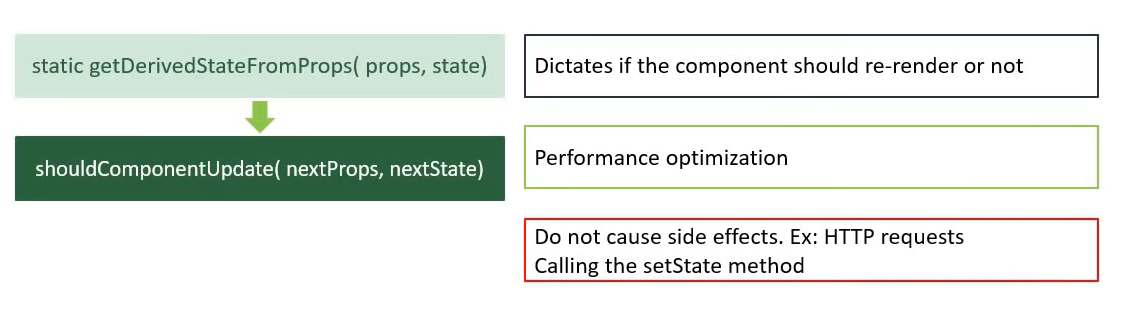 static getDerivedStateFromProps( props, state)
shouldComponentUpdate( nextProps, nextState)
Dictates if the component should re-render or not
Performance optimization
Do not cause side effects. Ex: HTTP requests
Calling the setState method